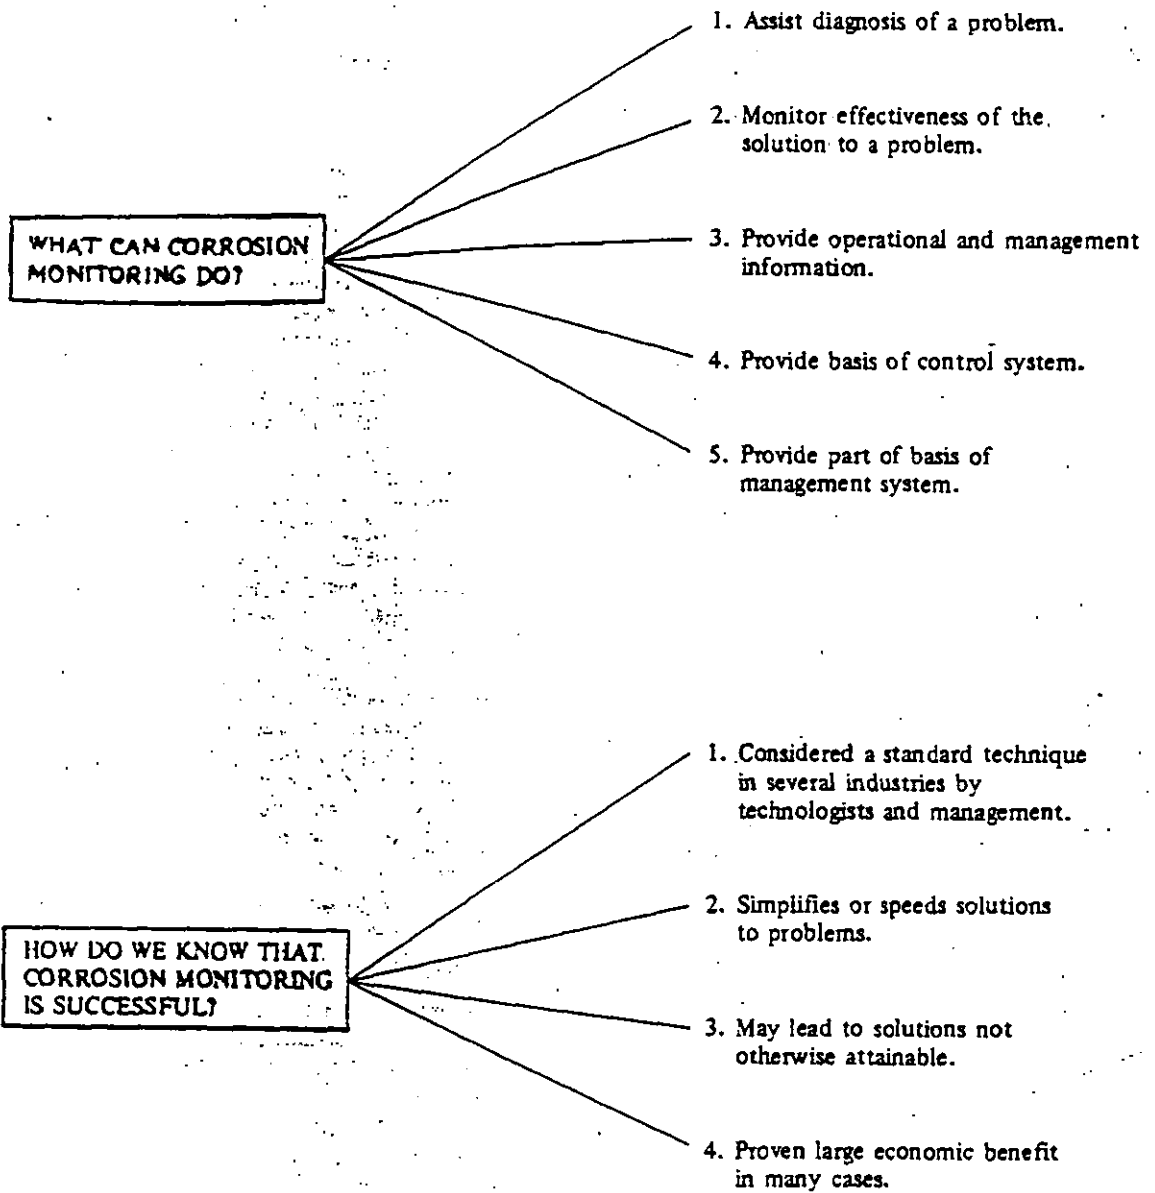 WHAT CAN CORROSION
MONITORING DO?
1. Assist diagnosis of a problem.
2. Monitor effectiveness of the
solution to a problem.
3. Provide operational and management
information.
4. Provide basis of control system.
5. Provide part of basis of
management system.
HOW DO WE KNOW THAT
CORROSION MONITORING
IS SUCCESSFUL?
1. Considered a standard technique
in several industries by
technologists and management.
2. Simplifies or speeds solutions
to problems.
3. May lead to solutions not
otherwise attainable.
4. Proven large economic benefit
in many cases.